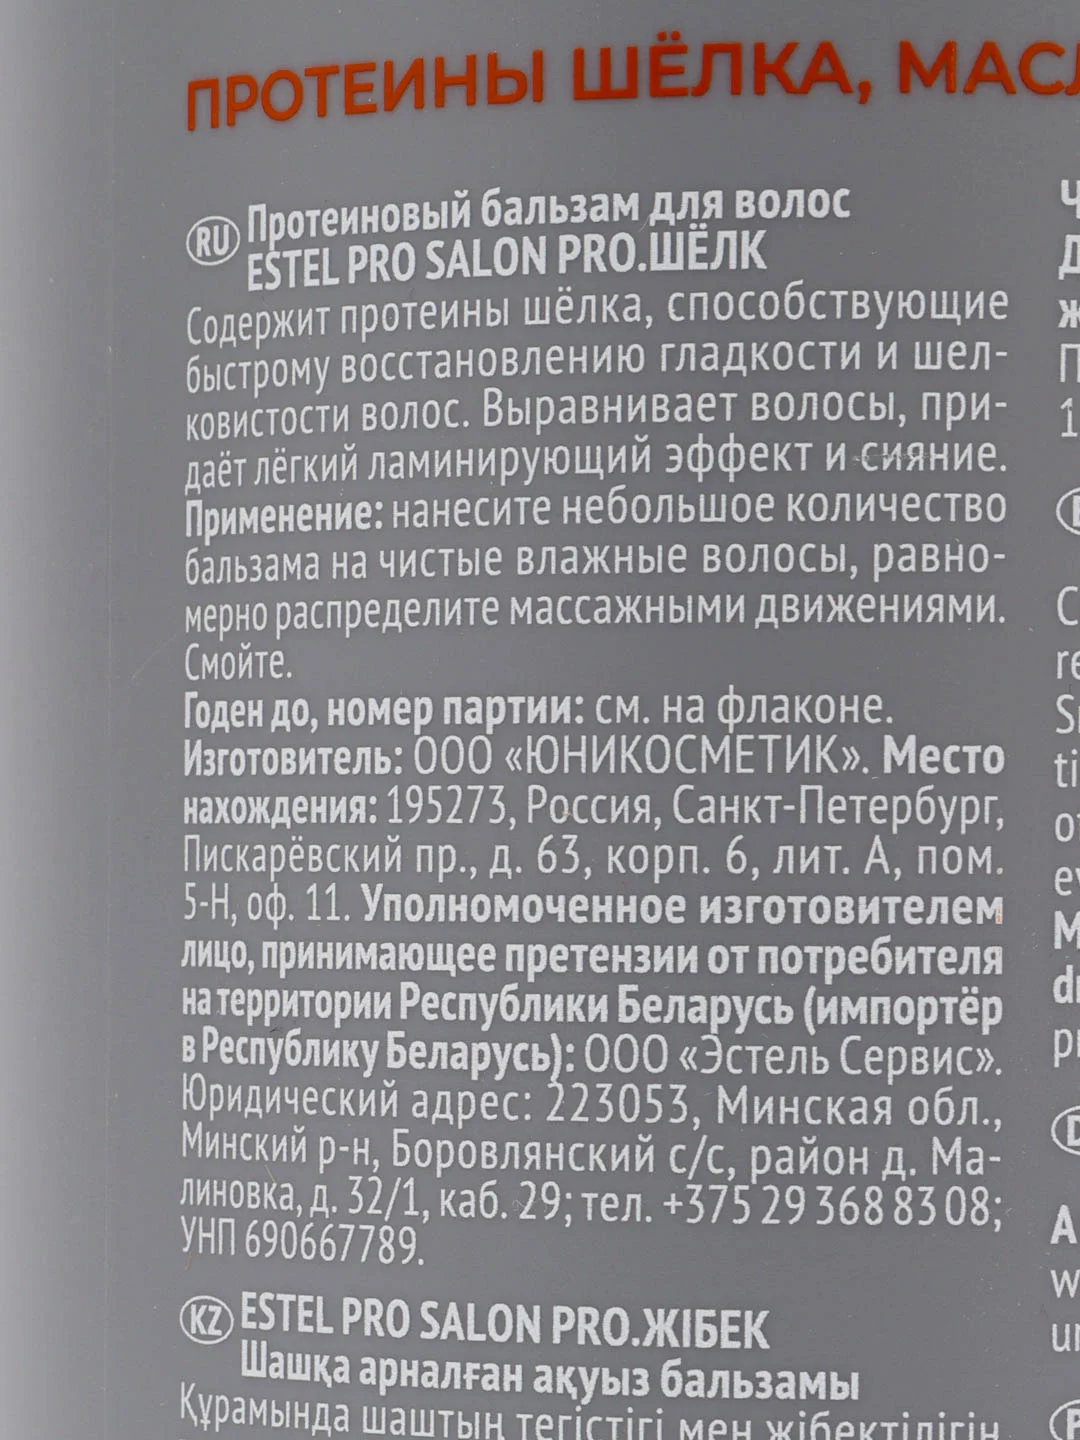 ПРОТЕИНЫ ШЁЛКА, МАСЛ
RU Протеиновый бальзам для волос
ESTEL PRO SALON PRO.ШЁЛК
Содержит протеины шёлка, способствующие
быстрому восстановлению гладкости и шел-
ковистости волос. Выравнивает волосы, при-
даёт лёгкий ламинирующий эффект и сияние.
Применение: нанесите небольшое количество
бальзама на чистые влажные волосы, равно-
мерно распределите массажными движениями.
Смойте.
Годен до, номер партии: см. на флаконе.
Изготовитель: ООО «ЮНИКОСМЕТИК». Место
нахождения: 195273, Россия, Санкт-Петербург,
Пискарёвский пр., д. 63, корп. 6, лит. А, пом.
5-Н, оф. 11. Уполномоченное изготовителем
лицо, принимающее претензии от потребителя
на территории Республики Беларусь (импортёр
в Республику Беларусь): ООО «Эстель Сервис».
Юридический адрес: 223053, Минская обл.,
Минский р-н, Боровлянский с/с, район д. Ма-
линовка, д. 32/1, каб. 29; тел. +375 29 368 83 08;
УНП 690667789.
KZ ESTEL PRO SALON PRO.ЖІБЕК
Шашқа арналған ақуыз бальзамы
Құрамында шаштың тегістігі мен жібектілігін